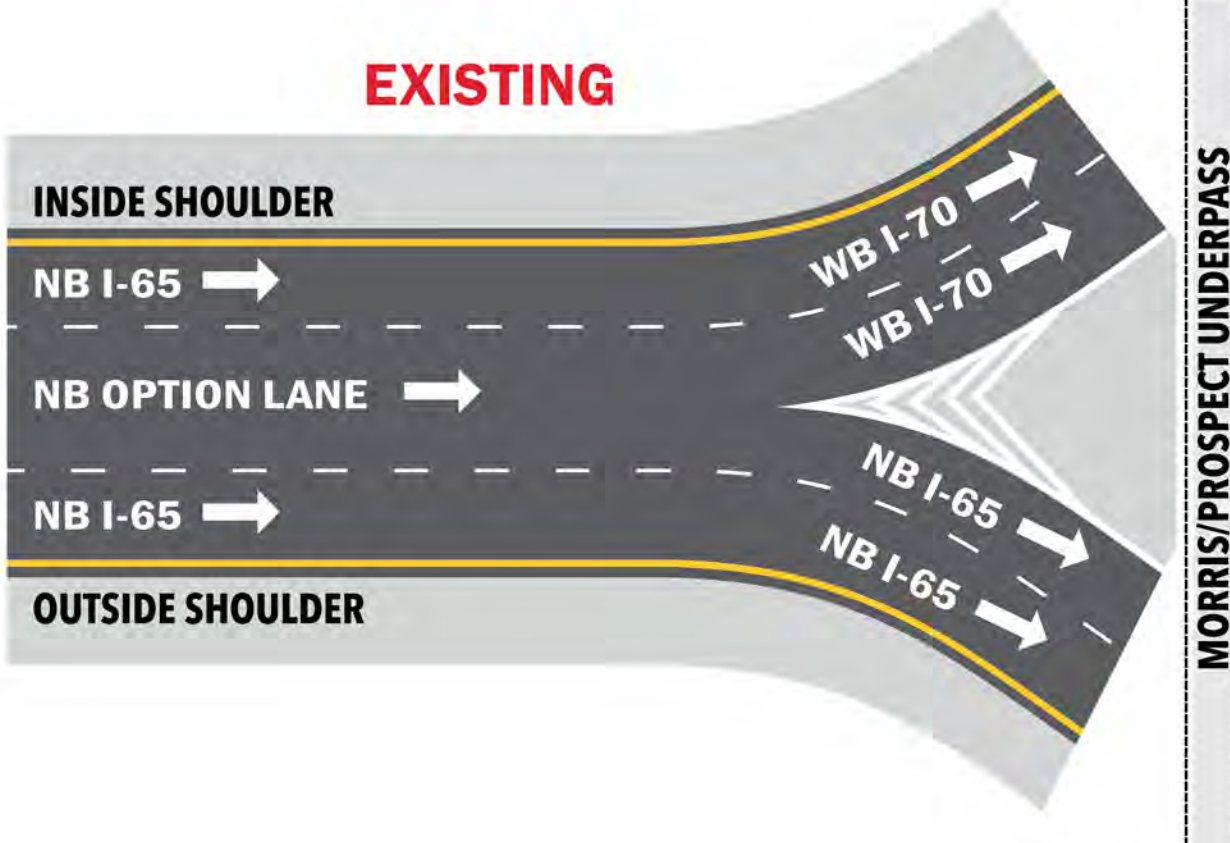 EXISTING
INSIDE SHOULDER
NB I-65
NB OPTION LANE
NB I-65
OUTSIDE SHOULDER
WB I-70
WB I-70
NB I-65
NB I-65
MORRIS/PROSPECT UNDERPASS